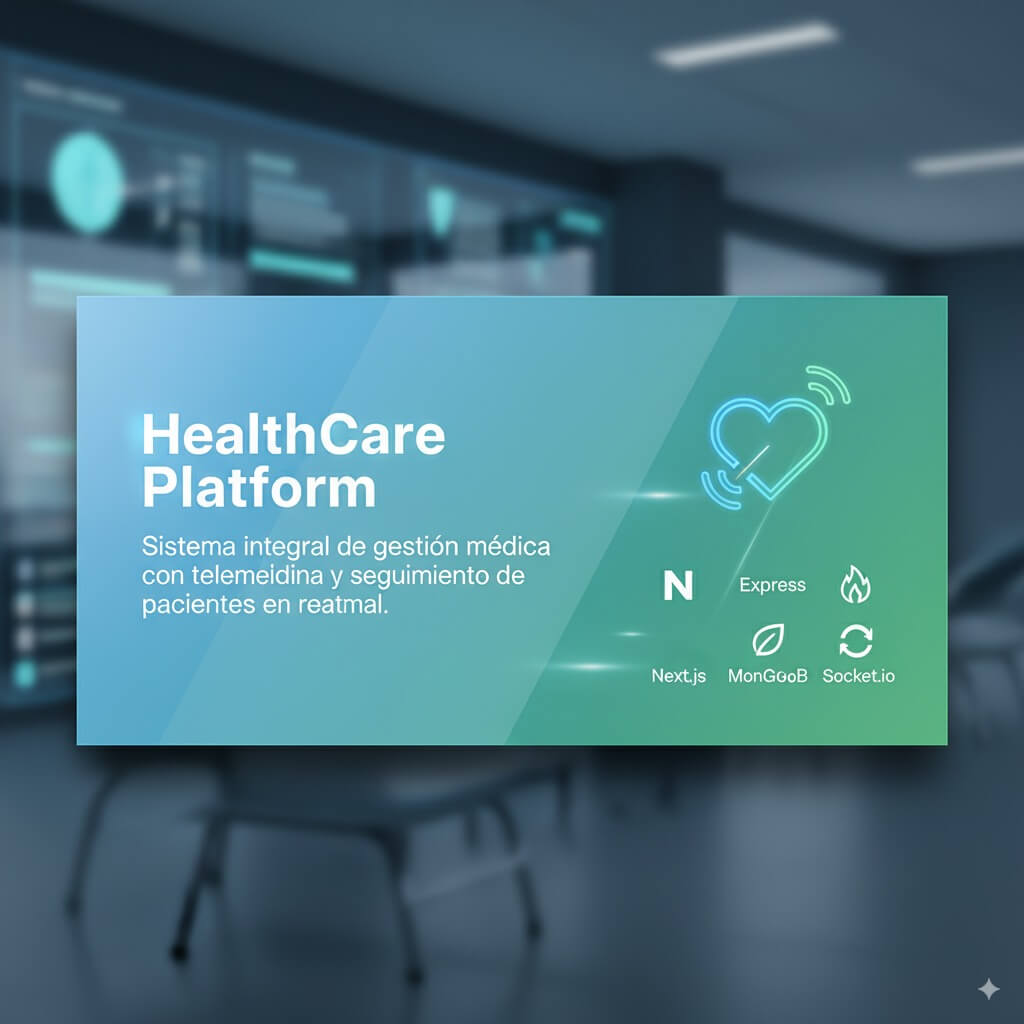 HealthCare
Platform
Sistema integral de gestión médica
con telemeidina y seguimiento de
pacientes en reatmal.
N
Express
Next.js
MonGooB
Socket.io